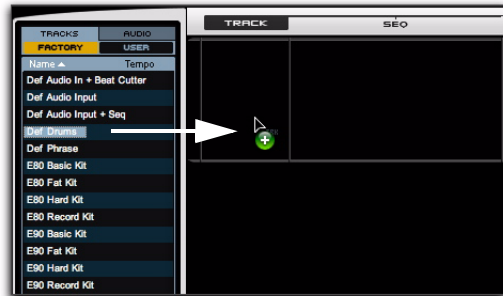 TRACKS AUDIO
FACTORY USER
Name Tempo
Def Audio In + Beat Cutter
Def Audio Input
Def Audio Input + Seq
Def Drums
Def Phrase
E80 Basic Kit
E80 Fat Kit
E80 Hard Kit
E80 Record Kit
E90 Basic Kit
E90 Fat Kit
E90 Hard Kit
E90 Record Kit
TRACK SEQ